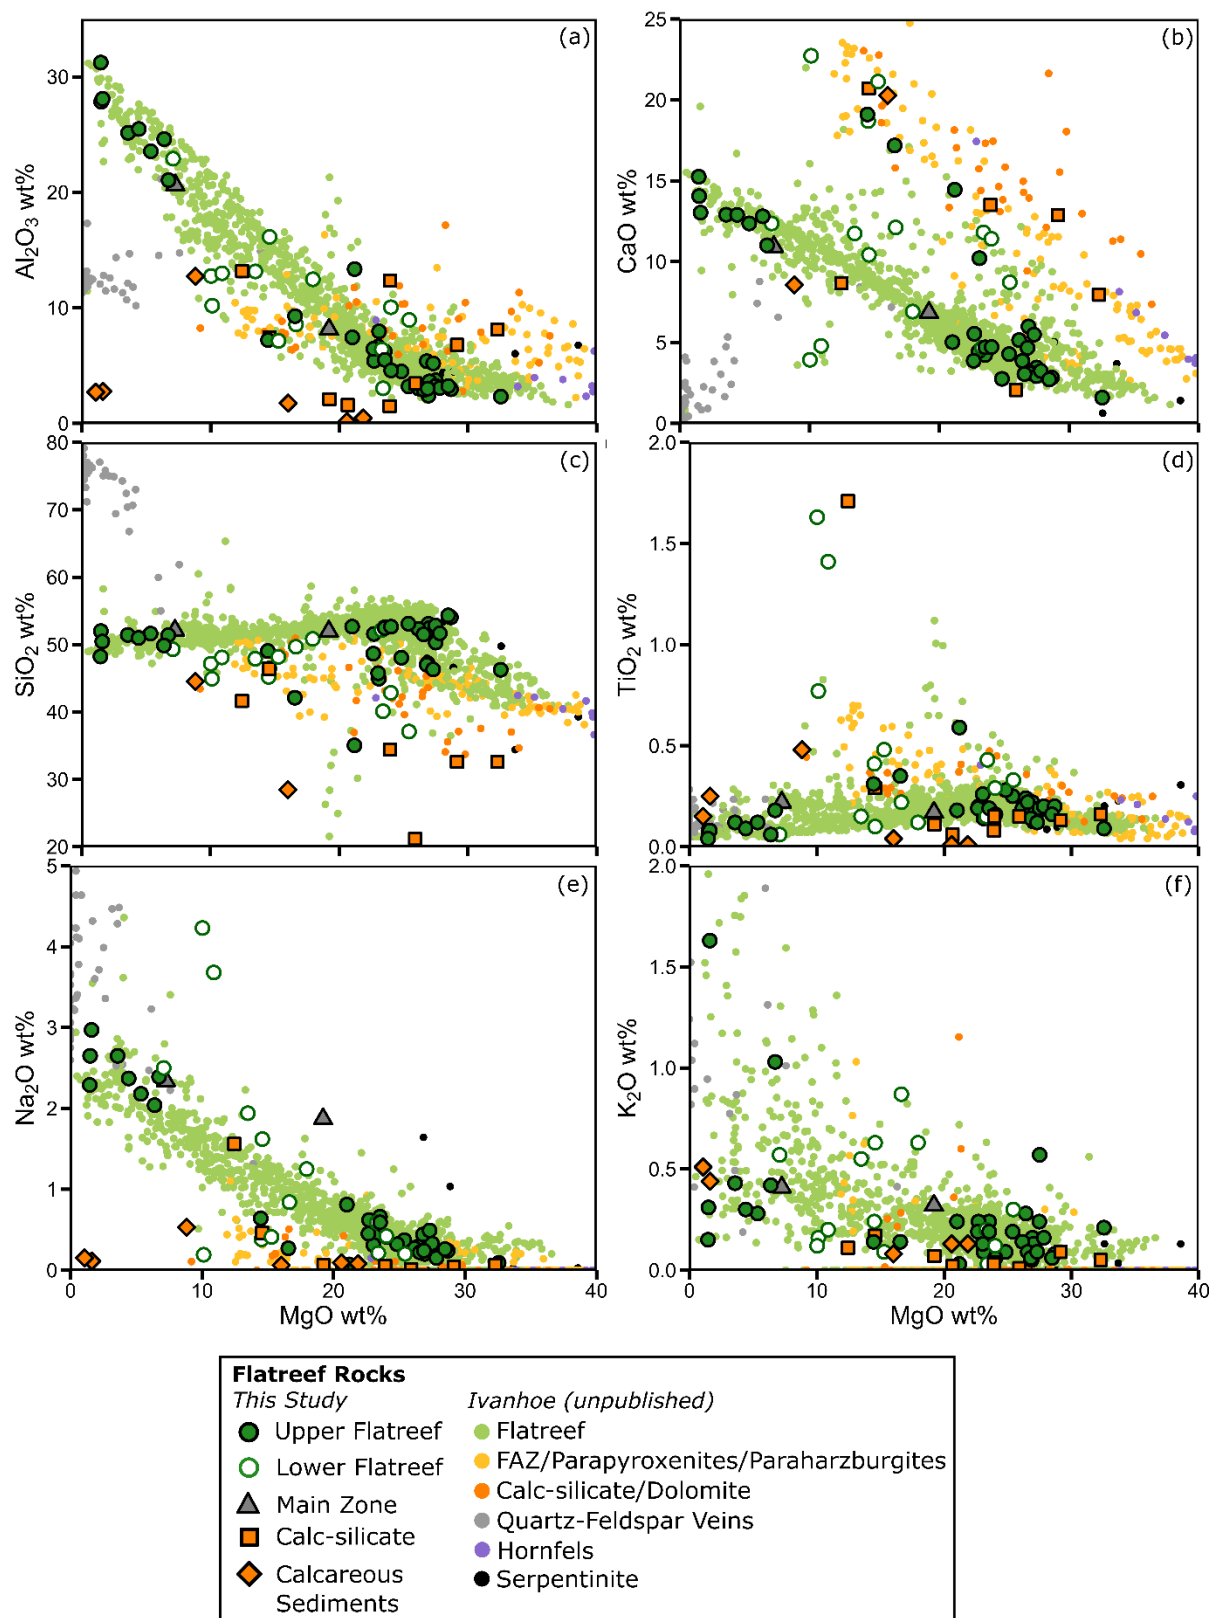 (a)
Al2O3 wt%
30
20
10
0
(b)
CaO wt%
25
20
15
10
5
0
(c)
SiO2 wt%
80
70
60
50
40
30
20
(d)
TiO2 wt%
2.0
1.5
1.0
0.5
0.0
(e)
Na2O wt%
5
4
3
2
1
0
0 10 20 30 40
MgO wt%
(f)
K2O wt%
2.0
1.5
1.0
0.5
0.0
0 10 20 30 40
MgO wt%
Flatreef Rocks
This Study
Upper Flatreef
Lower Flatreef
Main Zone
Calc-silicate
Calcareous
Sediments
Ivanhoe (unpublished)
Flatreef
FAZ/Parapyroxenites/Paraharzburgites
Calc-silicate/Dolomite
Quartz-Feldspar Veins
Hornfels
Serpentinite